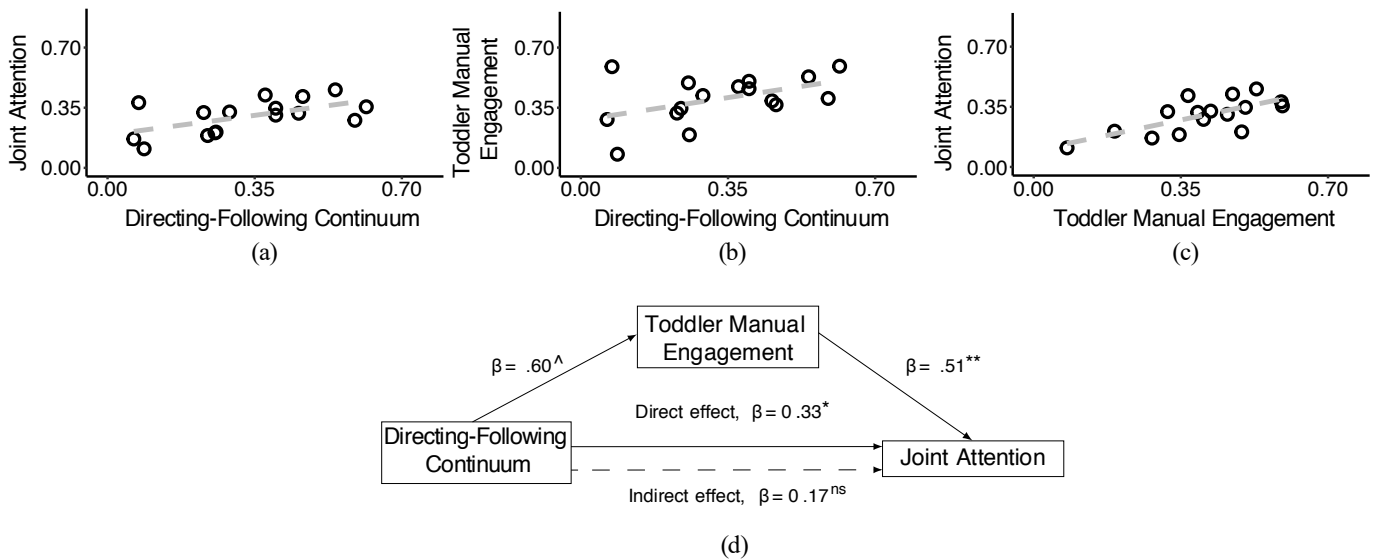 Joint Attention
0.70
0.35
0.00
0.00 0.35 0.70
Directing-Following Continuum
(a)
Toddler Manual
Engagement
0.70
0.35
0.00
0.00 0.35 0.70
Directing-Following Continuum
(b)
Joint Attention
0.70
0.35
0.00
0.00 0.35 0.70
Toddler Manual Engagement
(c)
Toddler Manual
Engagement
β = .60^
β = .51**
Direct effect, β = 0.33*
Directing-Following
Continuum
Joint Attention
Indirect effect, β = 0.17ns
(d)